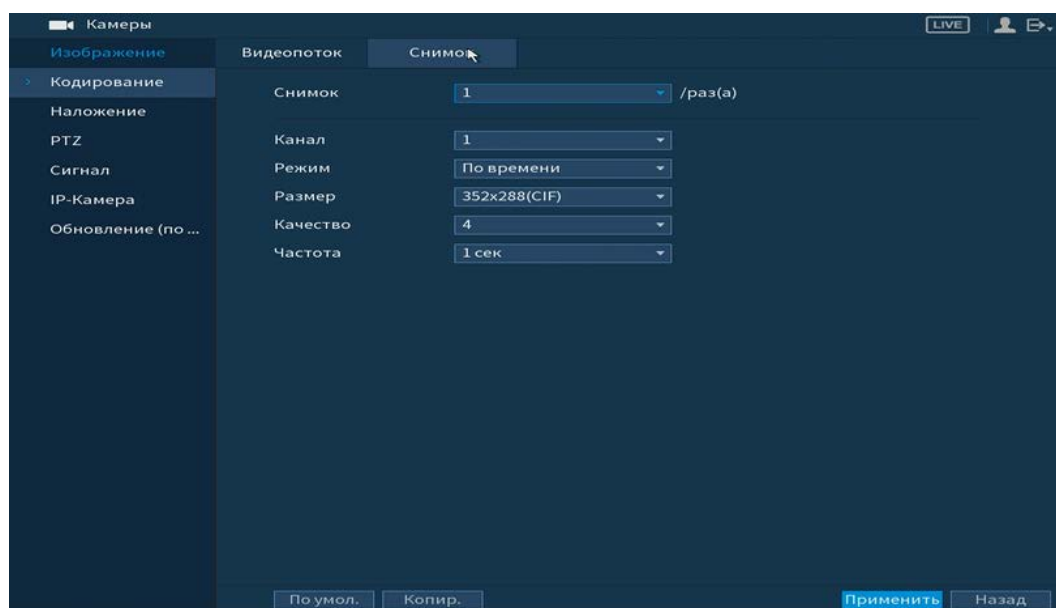 Камеры
LIVE
Изображение
Кодирование
Наложение
PTZ
Сигнал
IP-Камера
Обновление (по ...
Видеопоток Снимок
Снимок 1 /раз(а)
Канал 1
Режим По времени
Размер 352x288(CIF)
Качество 4
Частота 1 сек
По умол. Копир. Применить Назад